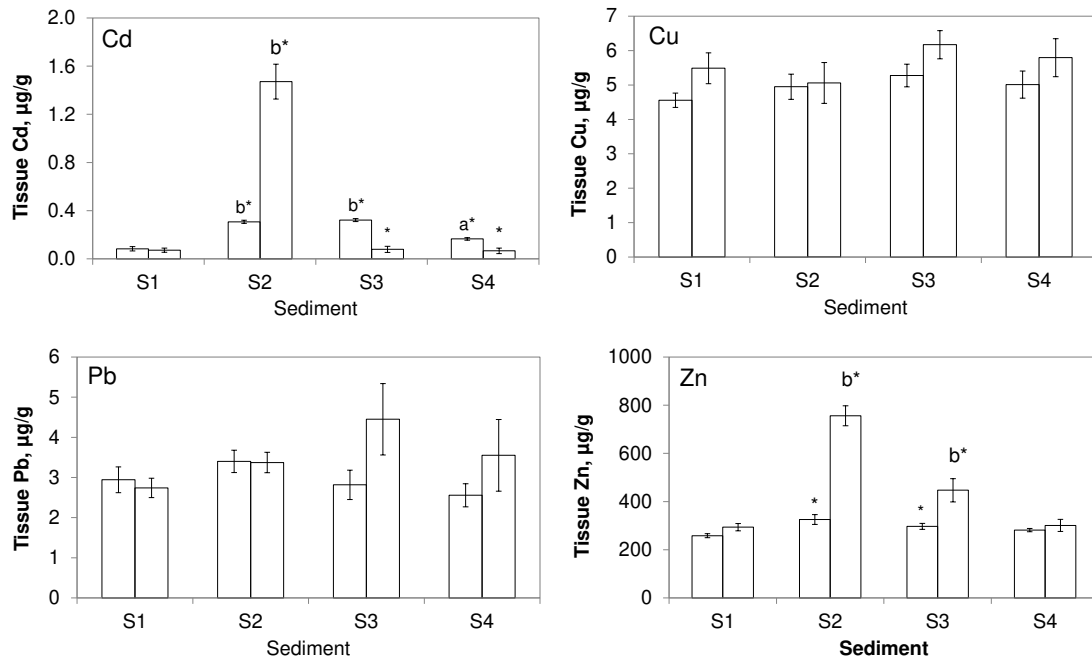 Cd
Tissue Cd, µg/g
2.0
1.6
1.2
0.8
0.4
0.0
b*
b*
b*
*
a*
*
S1 S2 S3 S4
Sediment
Cu
Tissue Cu, µg/g
7
6
5
4
3
2
1
0
S1 S2 S3 S4
Sediment
Pb
Tissue Pb, µg/g
6
5
4
3
2
1
0
S1 S2 S3 S4
Sediment
Zn
Tissue Zn, µg/g
1000
800
600
400
200
0
*
b*
*
b*
S1 S2 S3 S4
Sediment